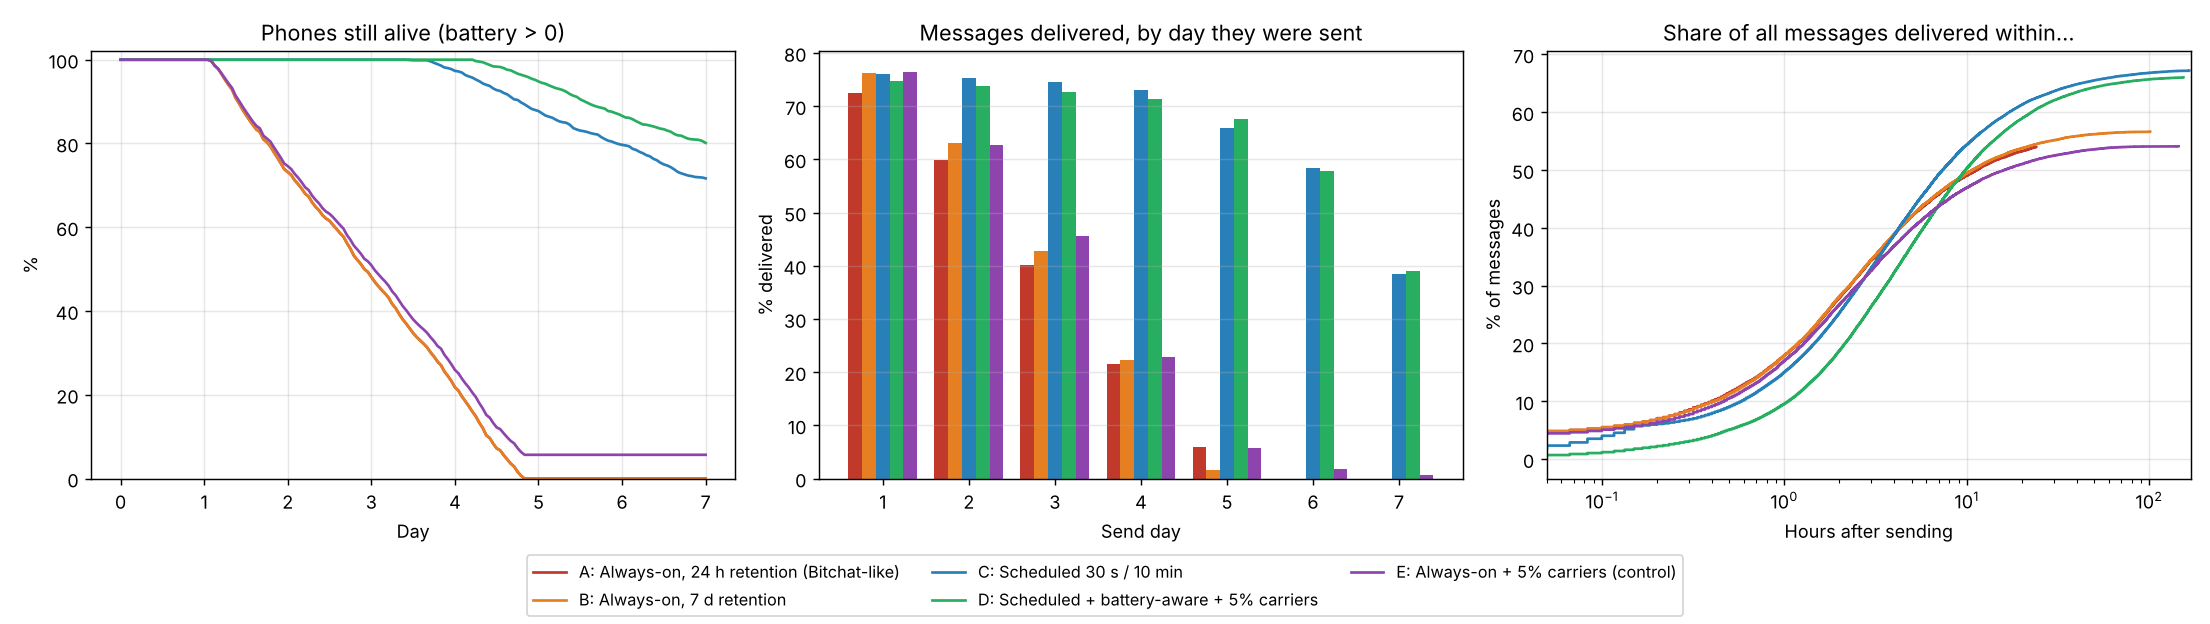 Phones still alive (battery > 0)
100
80
60
40
20
0
%
0 1 2 3 4 5 6 7
Day
Messages delivered, by day they were sent
80
70
60
50
40
30
20
10
0
% delivered
1 2 3 4 5 6 7
Send day
Share of all messages delivered within...
70
60
50
40
30
20
10
0
% of messages
10⁻¹ 10⁰ 10¹ 10²
Hours after sending
A: Always-on, 24 h retention (Bitchat-like)
B: Always-on, 7 d retention
C: Scheduled 30 s / 10 min
D: Scheduled + battery-aware + 5% carriers
E: Always-on + 5% carriers (control)